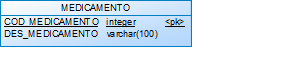 MEDICAMENTO
COD_MEDICAMENTO integer <pk>
DES_MEDICAMENTO varchar(100)